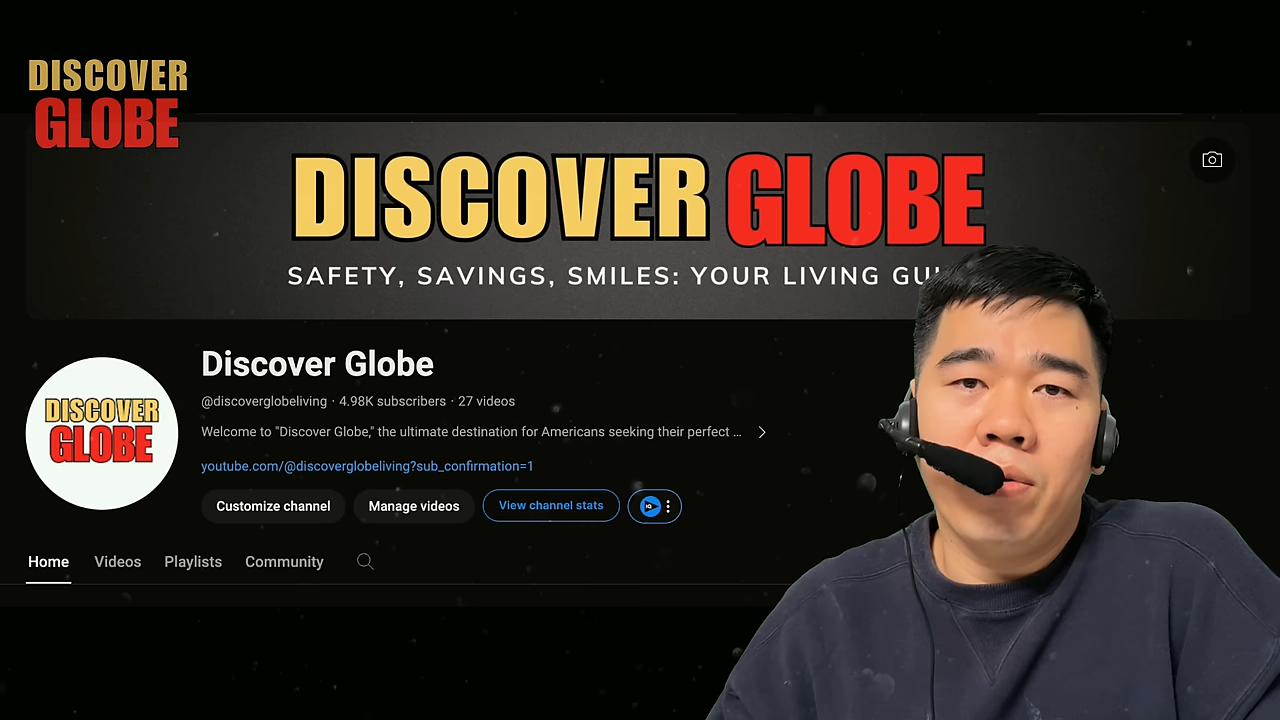 DISCOVER
GLOBE
DISCOVER GLOBE
SAFETY, SAVINGS, SMILES: YOUR LIVING
DISCOVER
GLOBE
Discover Globe
@discoverglobeliving · 4.98K subscribers · 27 videos
Welcome to "Discover Globe," the ultimate destination for Americans seeking their perfect ...
youtube.com/@discoverglobeliving?sub_confirmation=1
Customize channel
Manage videos
View channel stats
Home
Videos
Playlists
Community